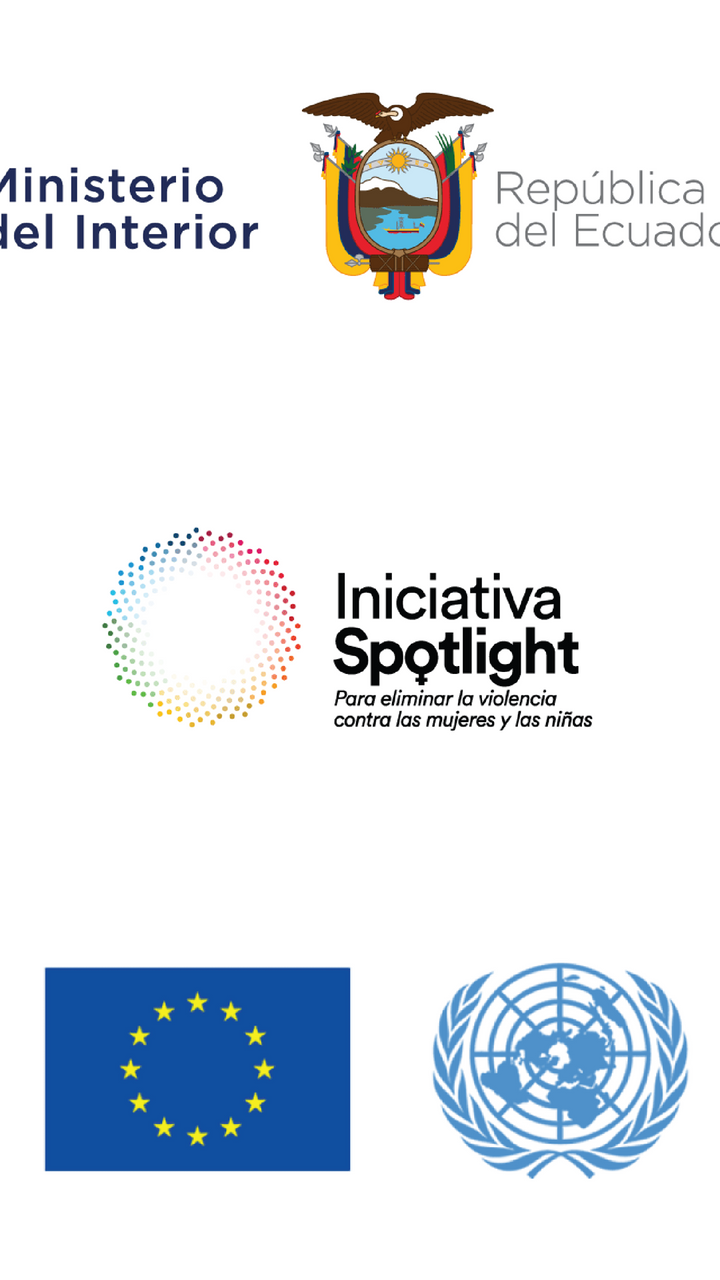 Ministerio
del Interior
República
del Ecuado
Iniciativa
Spotlight
Para eliminar la violencia
contra las mujeres y las niñas